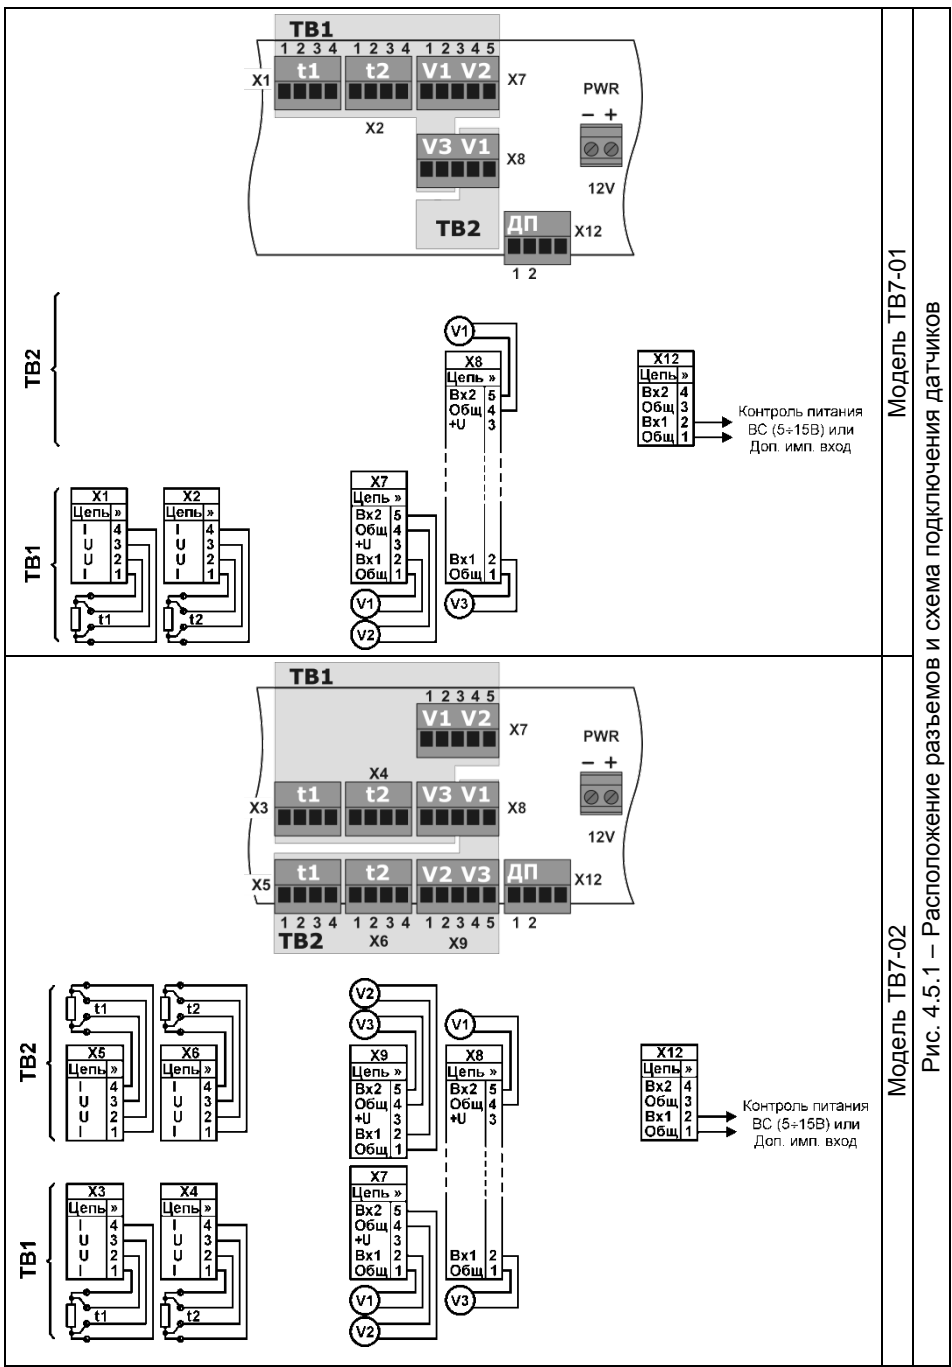 ТВ1
1 2 3 4 1 2 3 4 1 2 3 4 5
t1 t2 V1 V2
X1 X7
X2
V3 V1
X8
PWR
– +
12V
ТВ2
ДП
X12
1 2
ТВ2
V1
X8
Цепь »
Вх2 5
Общ 4
+U 3
Вх1 2
Общ 1
V3
X12
Цепь »
Вх2 4
Общ 3
Вх1 2
Общ 1
Контроль питания
ВС (5÷15В) или
Доп. имп. вход
ТВ1
X1
Цепь »
I 4
U 3
U 2
I 1
t1
X2
Цепь »
I 4
U 3
U 2
I 1
t2
X7
Цепь »
Вх2 5
Общ 4
+U 3
Вх1 2
Общ 1
V1
V2
Модель ТВ7-01
ТВ1
1 2 3 4 5
V1 V2
X7
PWR
– +
12V
X4
t1 t2 V3 V1
X3 X8
t1 t2 V2 V3 ДП
X5 X12
1 2 3 4 1 2 3 4 1 2 3 4 5 1 2
ТВ2
X6 X9
ТВ2
t1
X5
Цепь »
I 4
U 3
U 2
I 1
t2
X6
Цепь »
I 4
U 3
U 2
I 1
V2
V3
X9
Цепь »
Вх2 5
Общ 4
+U 3
Вх1 2
Общ 1
V1
X8
Цепь »
Вх2 5
Общ 4
+U 3
Вх1 2
Общ 1
V3
X12
Цепь »
Вх2 4
Общ 3
Вх1 2
Общ 1
Контроль питания
ВС (5÷15В) или
Доп. имп. вход
ТВ1
X3
Цепь »
I 4
U 3
U 2
I 1
t1
X4
Цепь »
I 4
U 3
U 2
I 1
t2
X7
Цепь »
Вх2 5
Общ 4
+U 3
Вх1 2
Общ 1
V1
V2
Модель ТВ7-02
Рис. 4.5.1 – Расположение разъемов и схема подключения датчиков